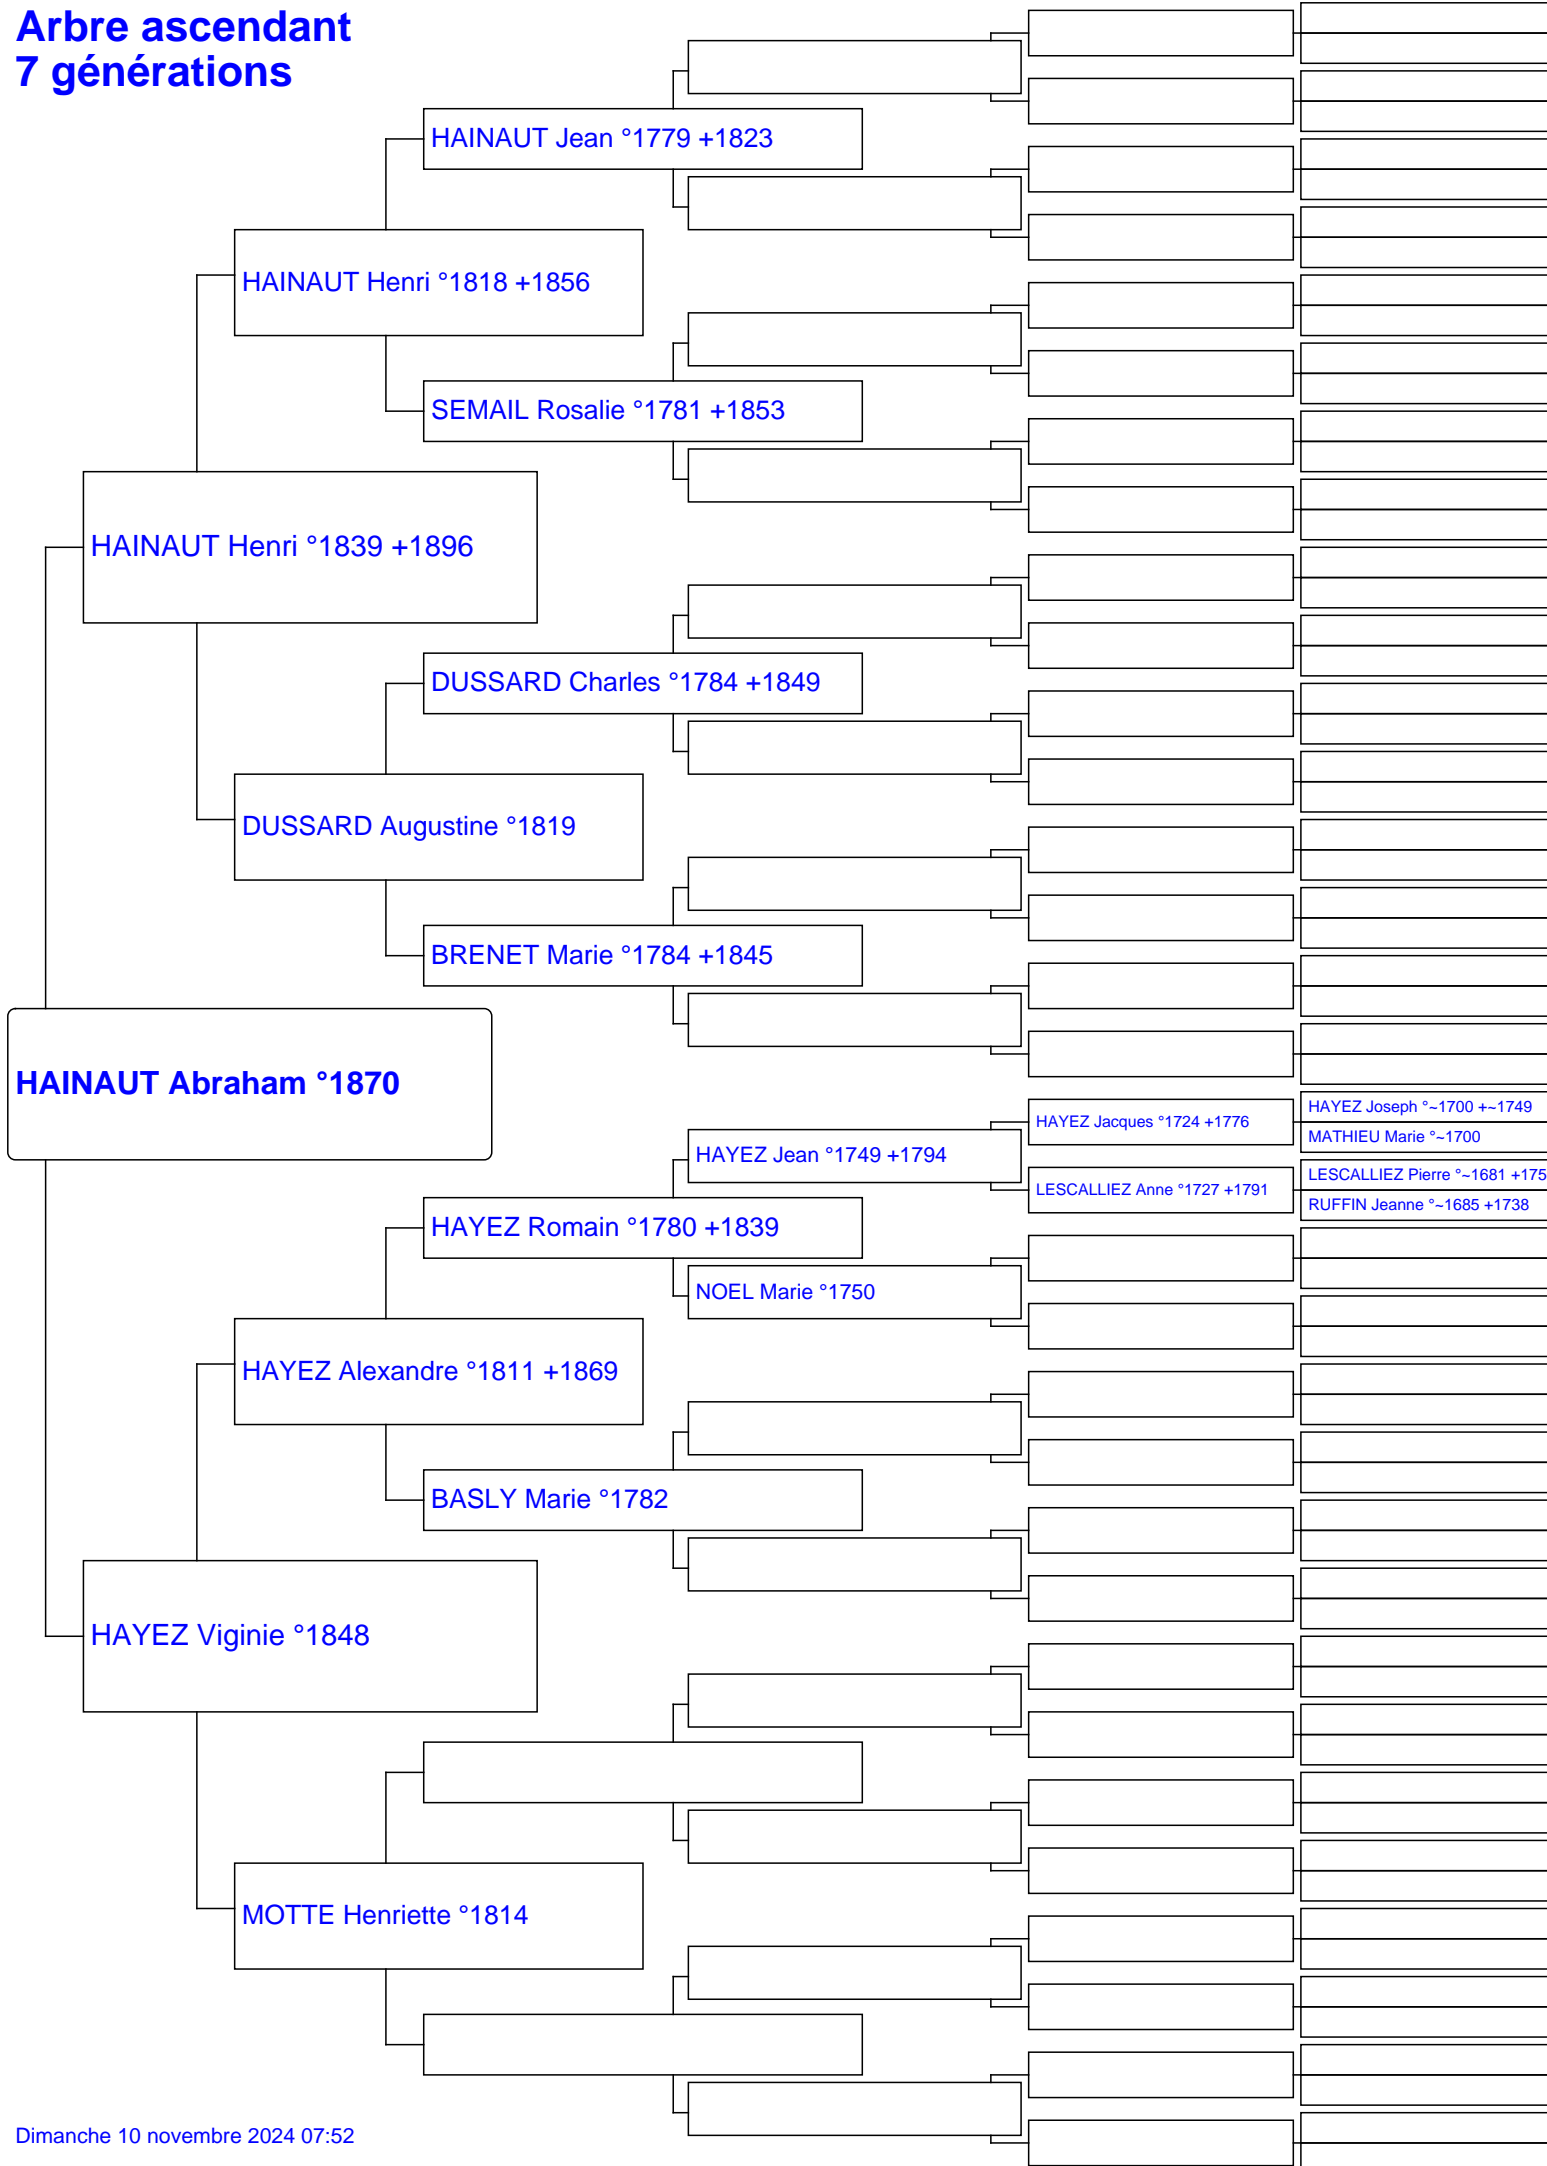 Arbre ascendant
7 générations
HAINAUT Jean °1779 +1823
HAINAUT Henri °1818 +1856
SEMAIL Rosalie °1781 +1853
HAINAUT Henri °1839 +1896
DUSSARD Charles °1784 +1849
DUSSARD Augustine °1819
BRENET Marie °1784 +1845
HAINAUT Abraham °1870
HAYEZ Joseph °~1700 +~1749
HAYEZ Jacques °1724 +1776
MATHIEU Marie °~1700
HAYEZ Jean °1749 +1794
LESCALLIEZ Pierre °~1681 +175
LESCALLIEZ Anne °1727 +1791
RUFFIN Jeanne °~1685 +1738
HAYEZ Romain °1780 +1839
NOEL Marie °1750
HAYEZ Alexandre °1811 +1869
BASLY Marie °1782
HAYEZ Viginie °1848
MOTTE Henriette °1814
Dimanche 10 novembre 2024 07:52